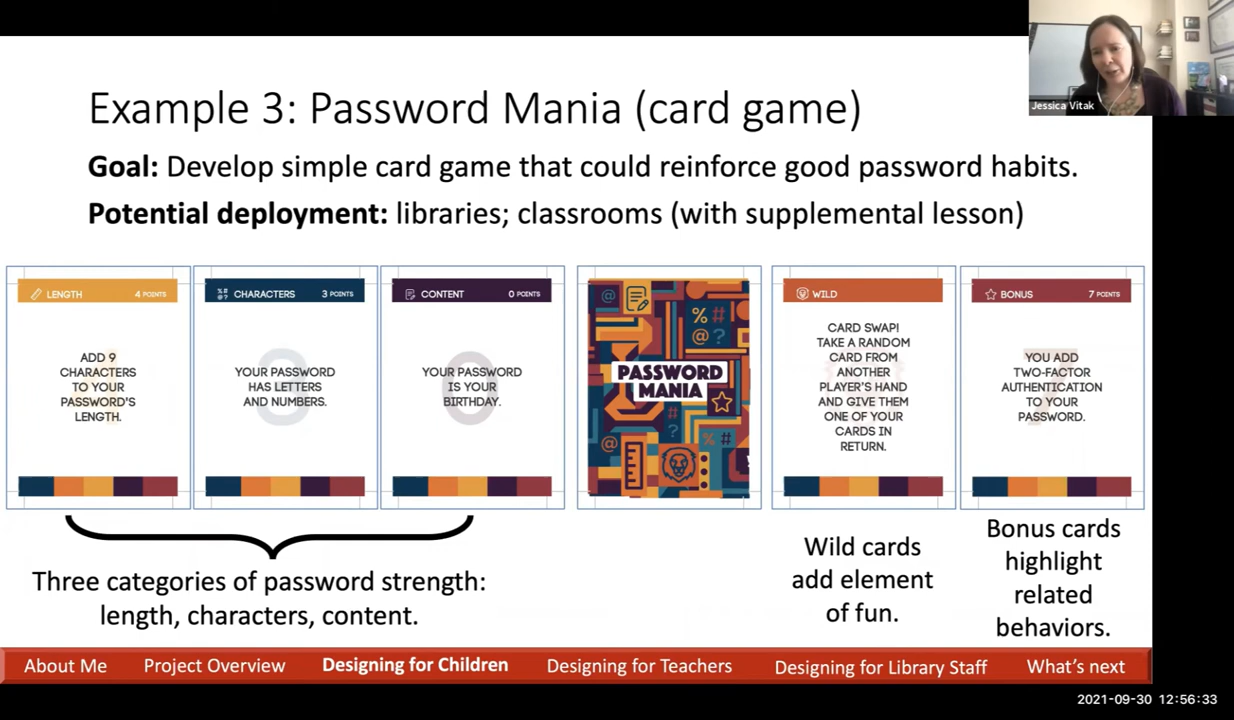 Jessica Vitak
Example 3: Password Mania (card game)
Goal: Develop simple card game that could reinforce good password habits.
Potential deployment: libraries; classrooms (with supplemental lesson)
LENGTH 4 POINTS
ADD 9
CHARACTERS
TO YOUR
PASSWORD'S
LENGTH.
%#@? CHARACTERS 3 POINTS
8
YOUR PASSWORD
HAS LETTERS
AND NUMBERS.
CONTENT 0 POINTS
0
YOUR PASSWORD
IS YOUR
BIRTHDAY.
@
%#
@?
PASSWORD
MANIA
#
?
@
%#
WILD
CARD SWAP!
TAKE A RANDOM
CARD FROM
ANOTHER
PLAYER'S HAND
AND GIVE THEM
ONE OF YOUR
CARDS IN
RETURN.
BONUS 7 POINTS
7
YOU ADD
TWO-FACTOR
AUTHENTICATION
TO YOUR
PASSWORD.
Three categories of password strength:
length, characters, content.
Wild cards
add element
of fun.
Bonus cards
highlight
related
behaviors.
About Me Project Overview Designing for Children Designing for Teachers Designing for Library Staff What's next
2021-09-30 12:56:33